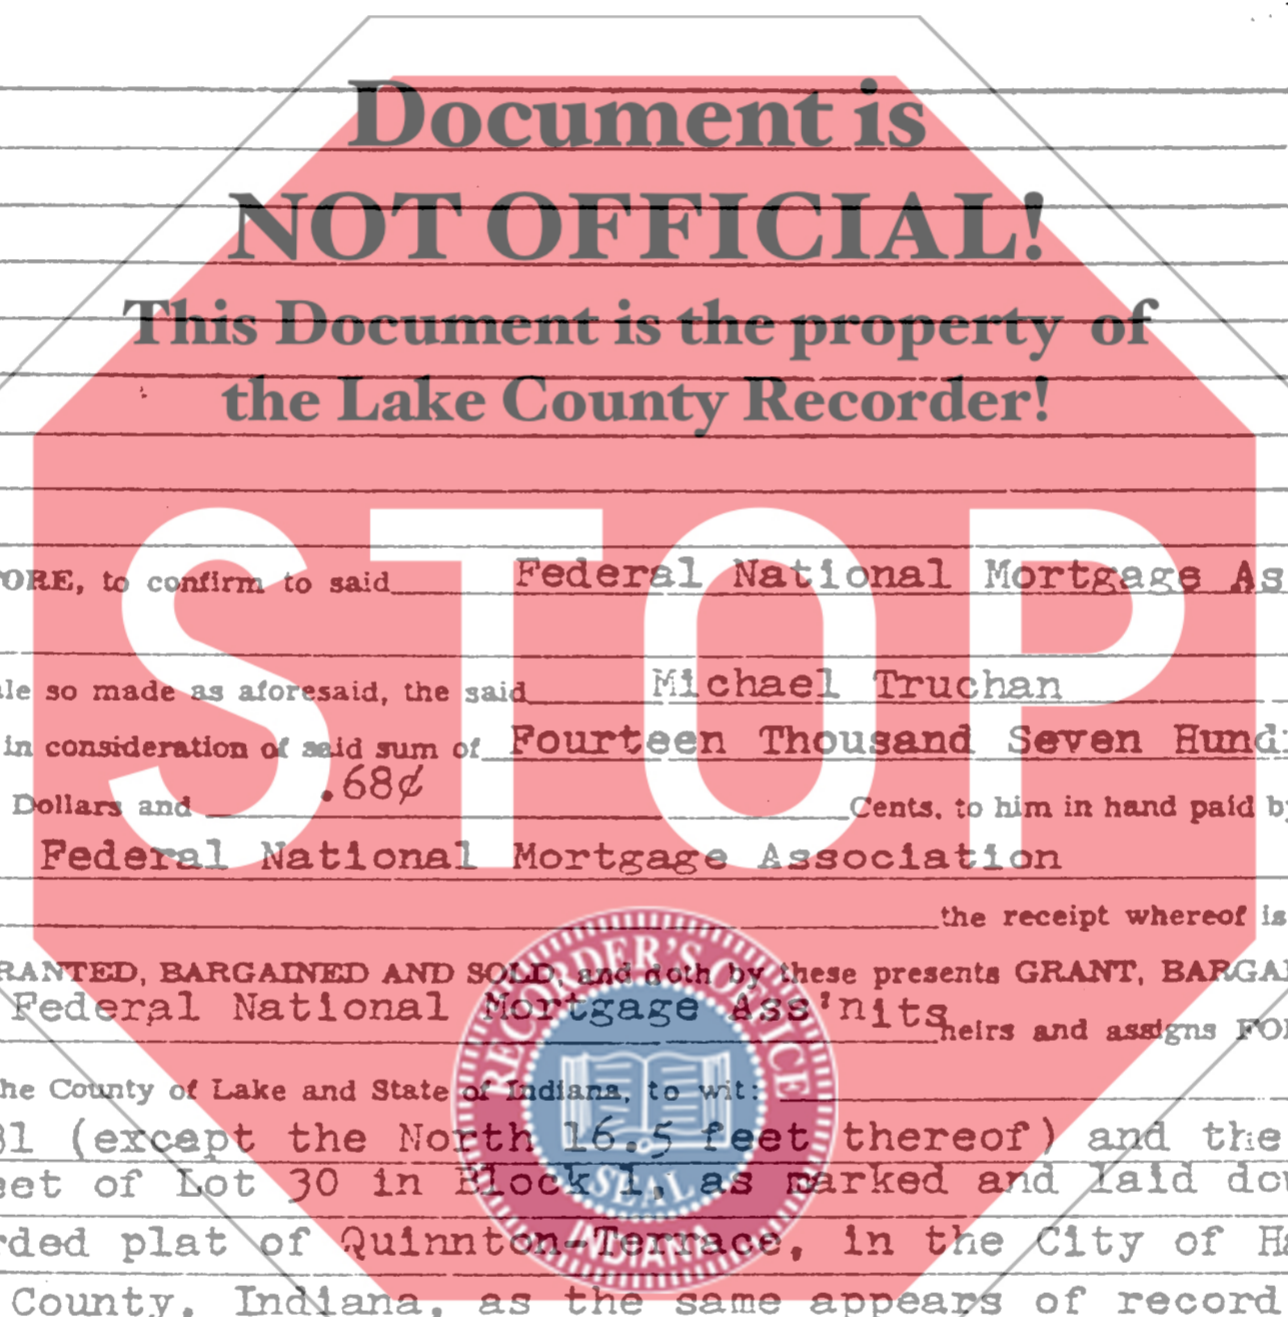 Document is
NOT OFFICIAL!
This Document is the property of
the Lake County Recorder!
STOP
ORE, to confirm to said Federal National Mortgage As
le so made as aforesaid, the said Michael Truchan
in consideration of said sum of Fourteen Thousand Seven Hund
Dollars and .68¢ Cents, to him in hand paid by
Federal National Mortgage Association
the receipt whereof is
RANTED, BARGAINED AND SOLD, and doth by these presents GRANT, BARGAI
Federal National Mortgage Ass'nits heirs and assigns FO
he County of Lake and State of Indiana, to wit:
31 (except the North 16.5 feet thereof) and the
eet of Lot 30 in Block 1, as marked and laid do
rded plat of Quinnton-Terrace, in the City of Ha
County, Indiana, as the same appears of record
RECORDER'S OFFICE
SEAL
INDIANA